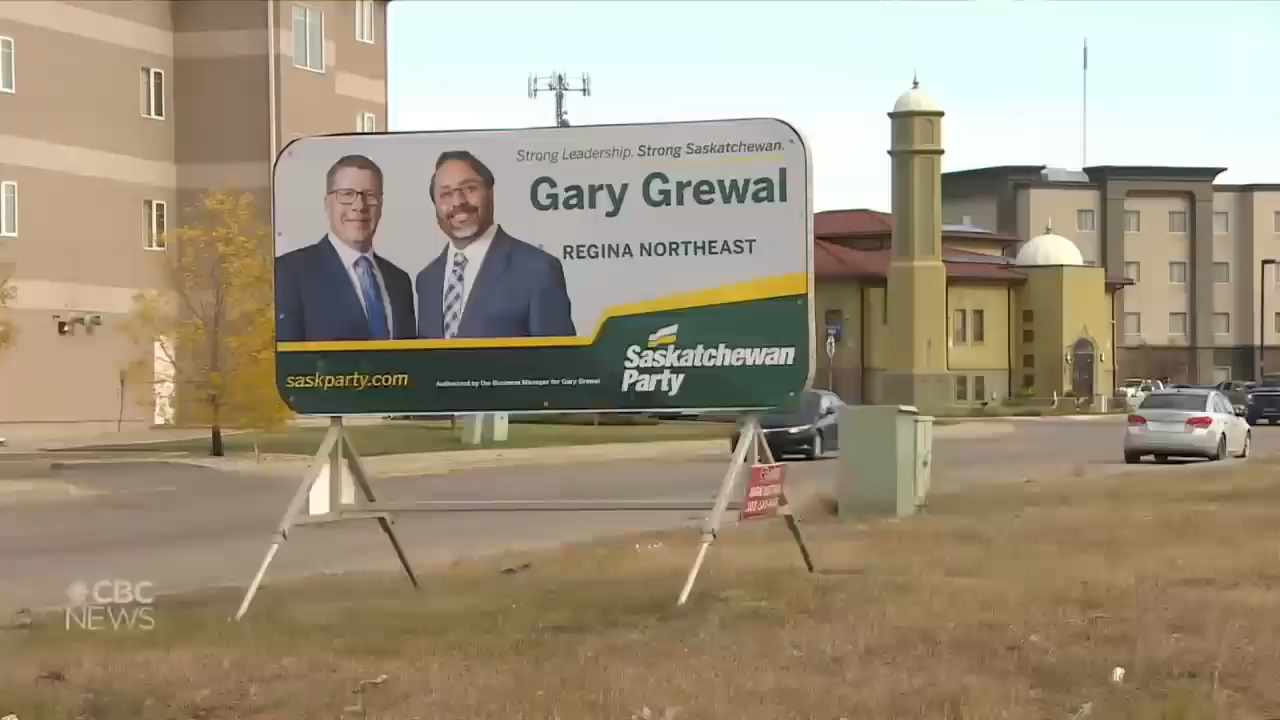 Strong Leadership. Strong Saskatchewan.
Gary Grewal
REGINA NORTHEAST
Saskatchewan
Party
saskparty.com
Authorized by the Business Manager for Gary Grewal
CBC
NEWS